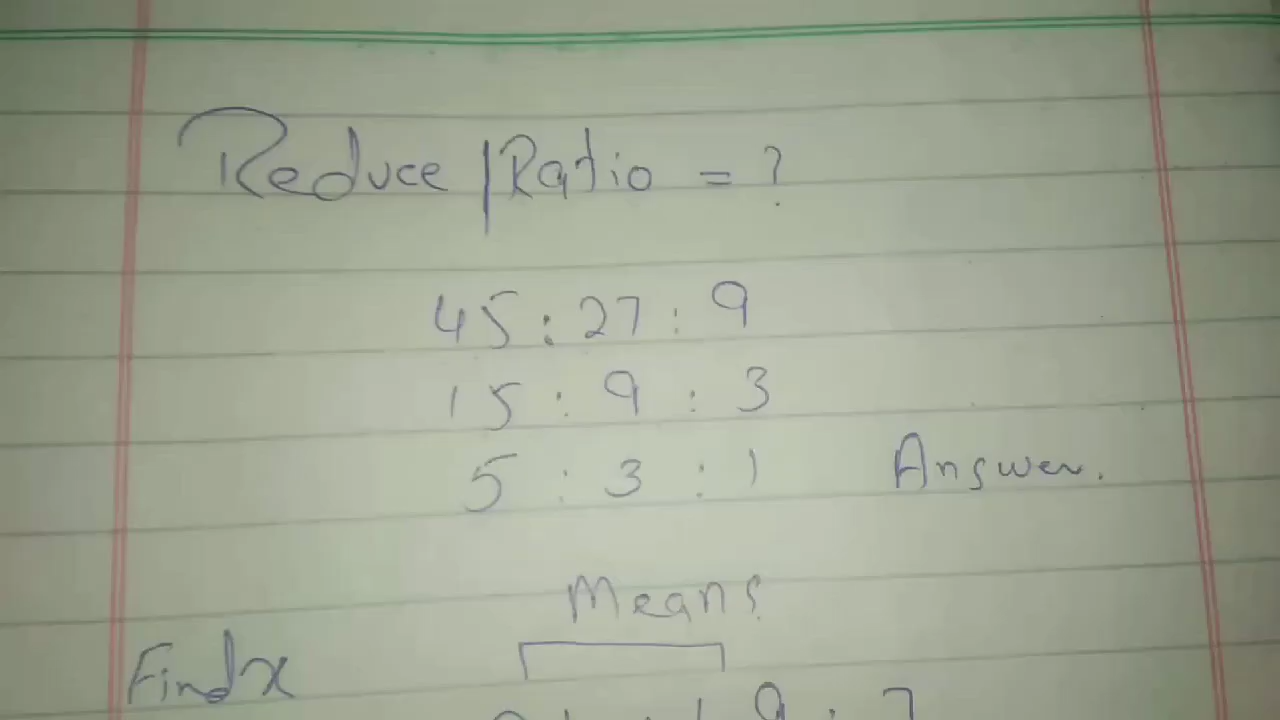 Reduce | Ratio = ?
45 : 27 : 9
15 : 9 : 3
5 : 3 : 1 Answer.
Means
Find x